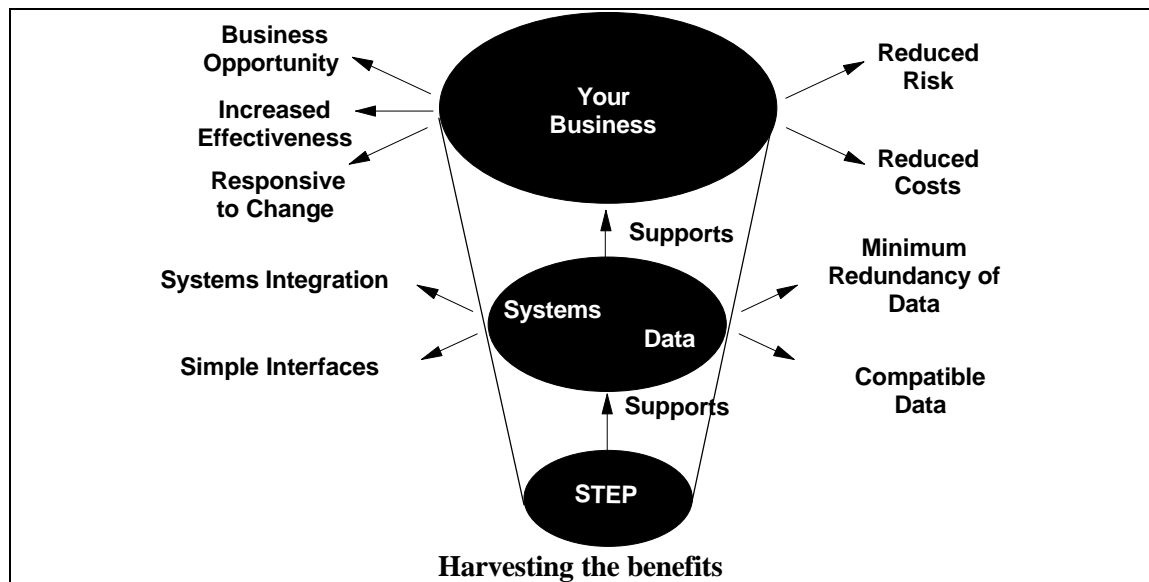 Business
Opportunity
Increased
Effectiveness
Responsive
to Change
Your
Business
Reduced
Risk
Reduced
Costs
Supports
Systems Integration
Simple Interfaces
Systems
Data
Minimum
Redundancy of
Data
Compatible
Data
Supports
STEP
Harvesting the benefits